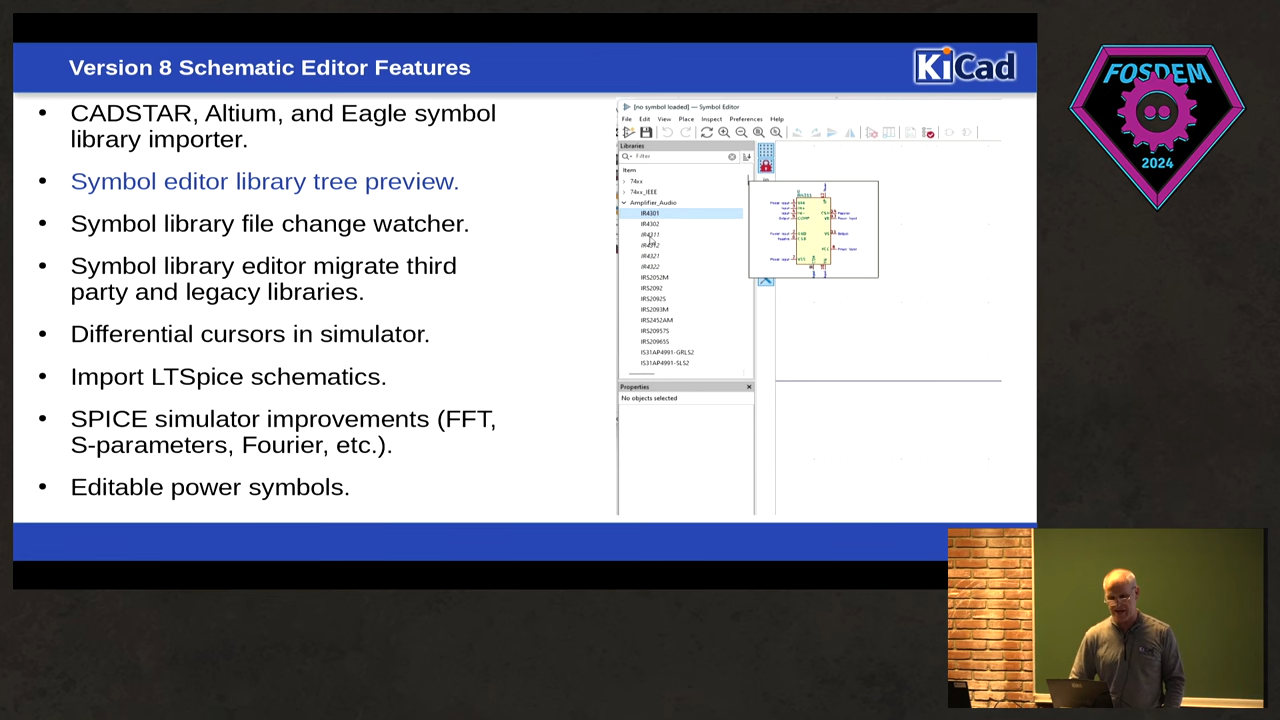 Version 8 Schematic Editor Features
KiCad
• CADSTAR, Altium, and Eagle symbol
library importer.
• Symbol editor library tree preview.
• Symbol library file change watcher.
• Symbol library editor migrate third
party and legacy libraries.
• Differential cursors in simulator.
• Import LTSpice schematics.
• SPICE simulator improvements (FFT,
S-parameters, Fourier, etc.).
• Editable power symbols.
[no symbol loaded] — Symbol Editor
File Edit View Place Inspect Preferences Help
Libraries
Filter
Item
74xx
74xx_IEEE
Amplifier_Audio
IR4301
IR4302
IR4311
IR4312
IR4321
IR4322
IRS2052M
IRS2092
IRS2092S
IRS2093M
IRS2452AM
IRS20957S
IRS20965S
IS31AP4991-GRLS2
IS31AP4991-SLS2
Properties
No objects selected
FOSDEM
2024